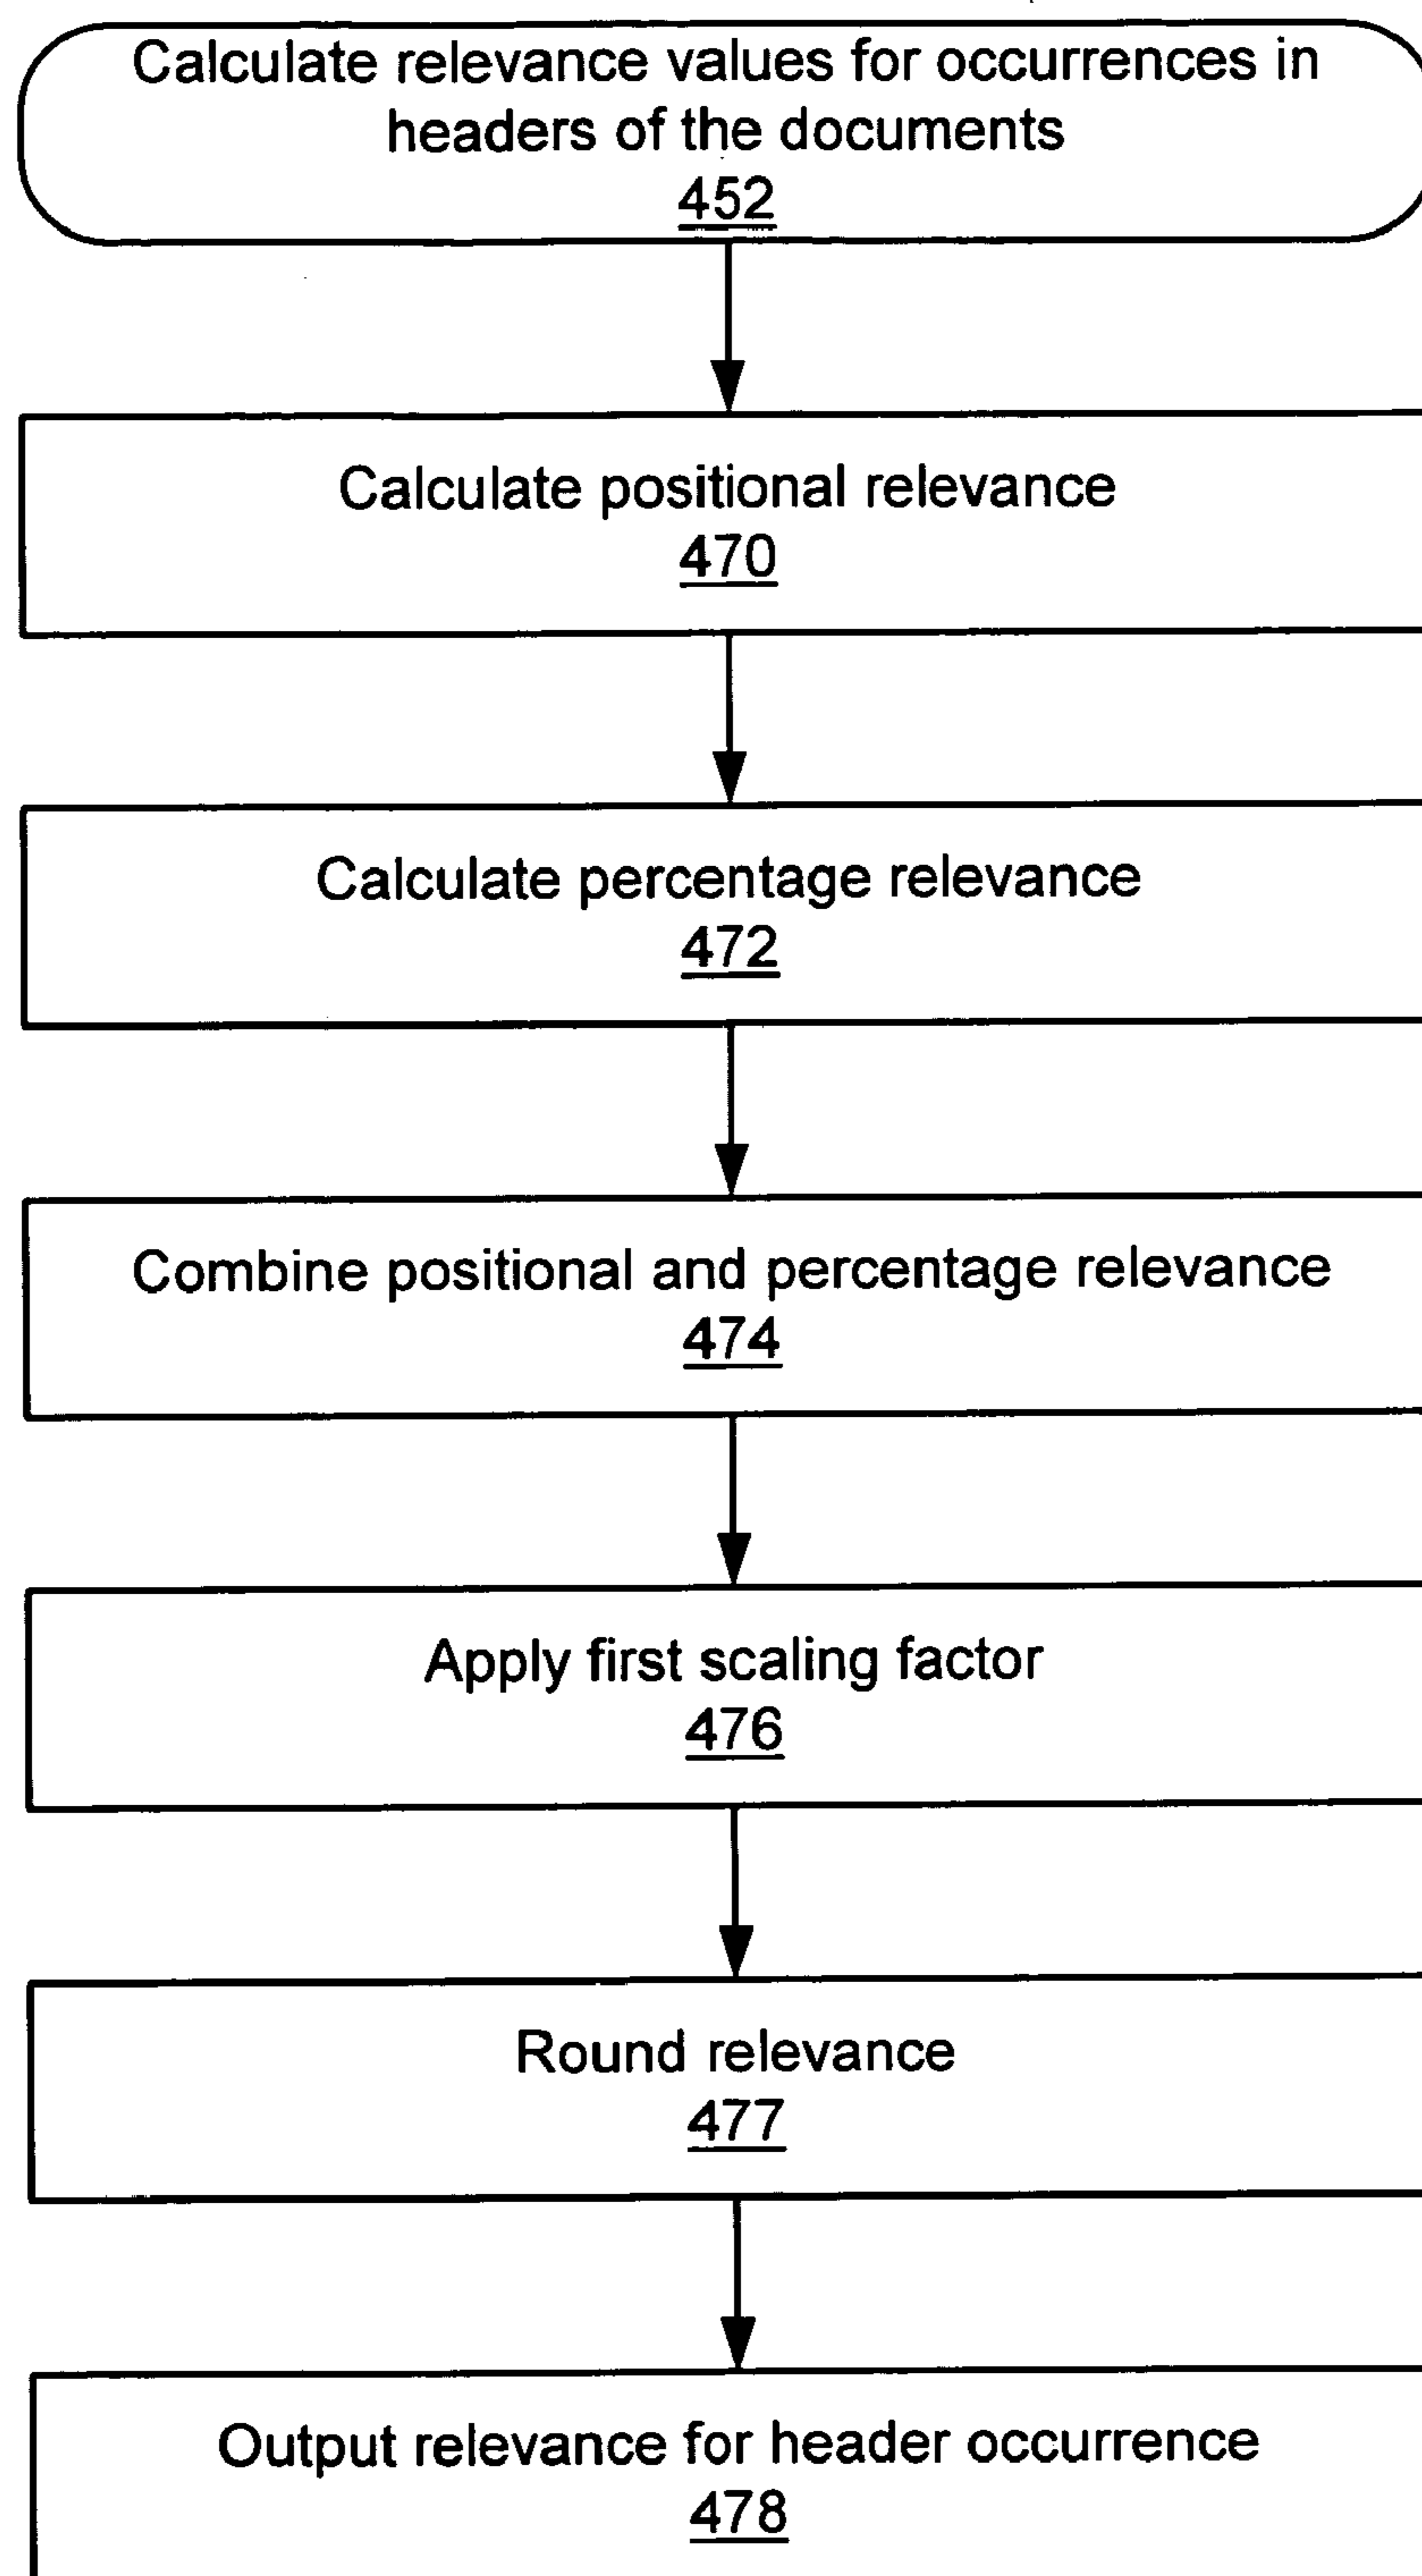 Calculate relevance values for occurrences in
headers of the documents
452
Calculate positional relevance
470
Calculate percentage relevance
472
Combine positional and percentage relevance
474
Apply first scaling factor
476
Round relevance
477
Output relevance for header occurrence
478